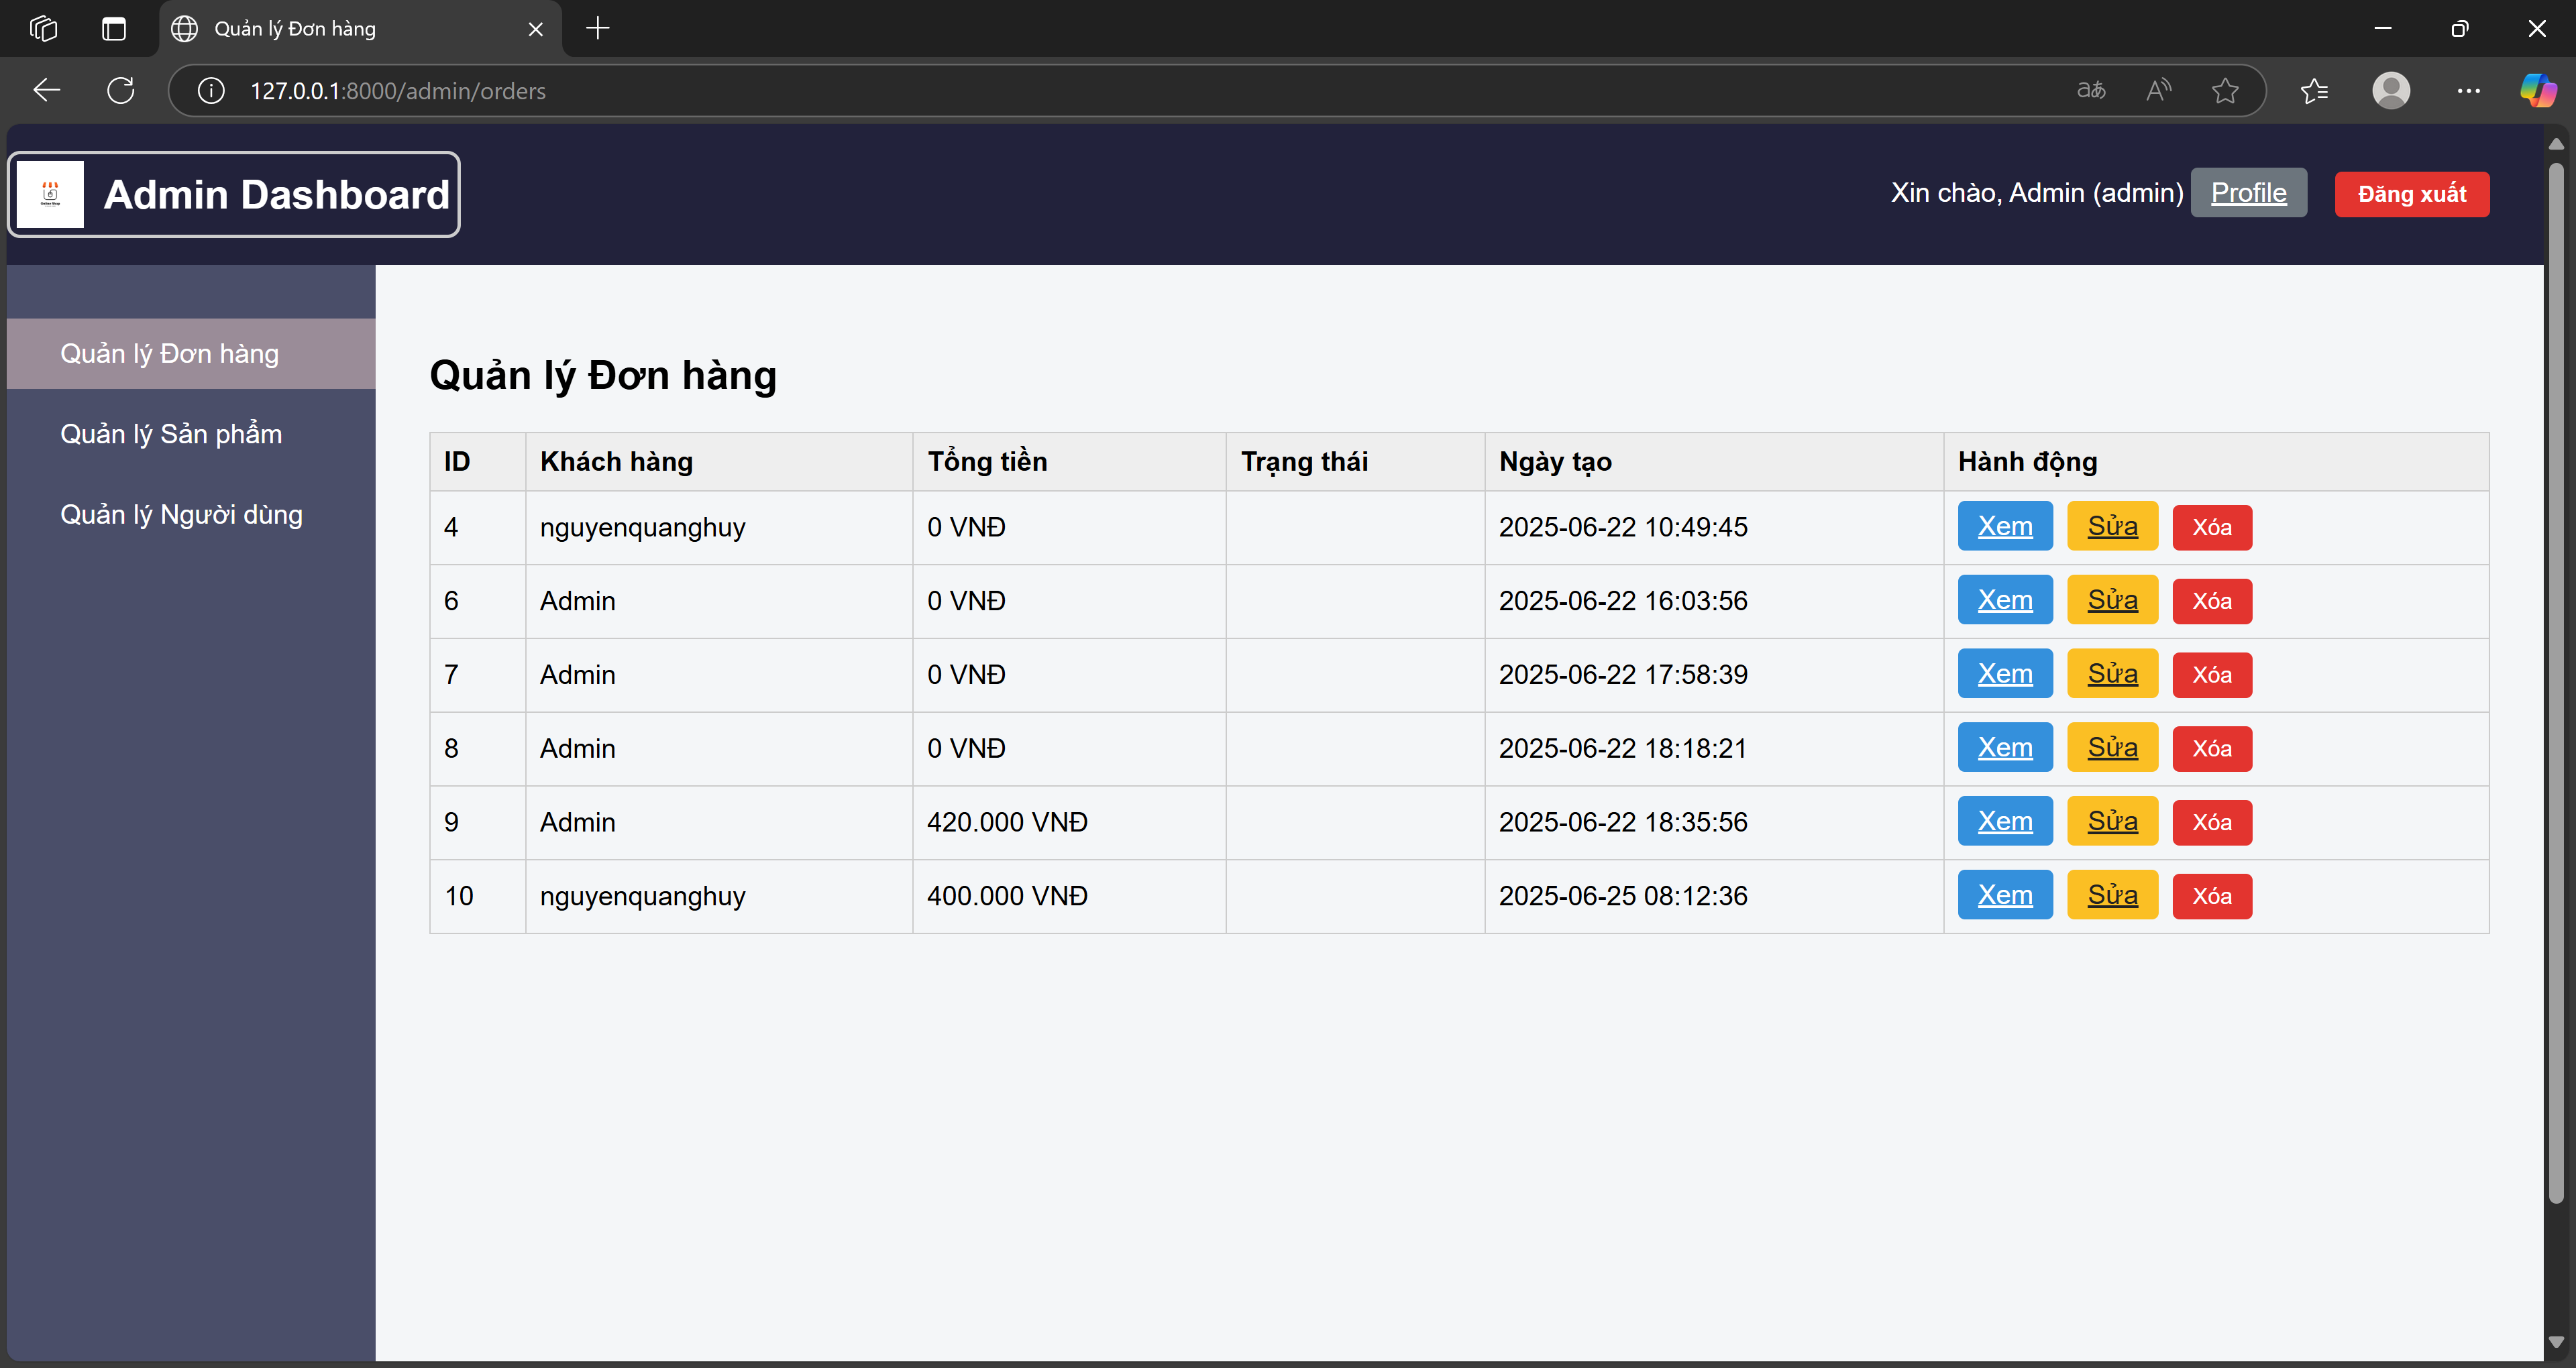 Quản lý Đơn hàng
127.0.0.1:8000/admin/orders
Admin Dashboard
Xin chào, Admin (admin) Profile Đăng xuất
Quản lý Đơn hàng
Quản lý Sản phẩm
Quản lý Người dùng
Quản lý Đơn hàng
ID Khách hàng Tổng tiền Trạng thái Ngày tạo Hành động
4 nguyenquanghuy 0 VNĐ 2025-06-22 10:49:45 Xem Sửa Xóa
6 Admin 0 VNĐ 2025-06-22 16:03:56 Xem Sửa Xóa
7 Admin 0 VNĐ 2025-06-22 17:58:39 Xem Sửa Xóa
8 Admin 0 VNĐ 2025-06-22 18:18:21 Xem Sửa Xóa
9 Admin 420.000 VNĐ 2025-06-22 18:35:56 Xem Sửa Xóa
10 nguyenquanghuy 400.000 VNĐ 2025-06-25 08:12:36 Xem Sửa Xóa